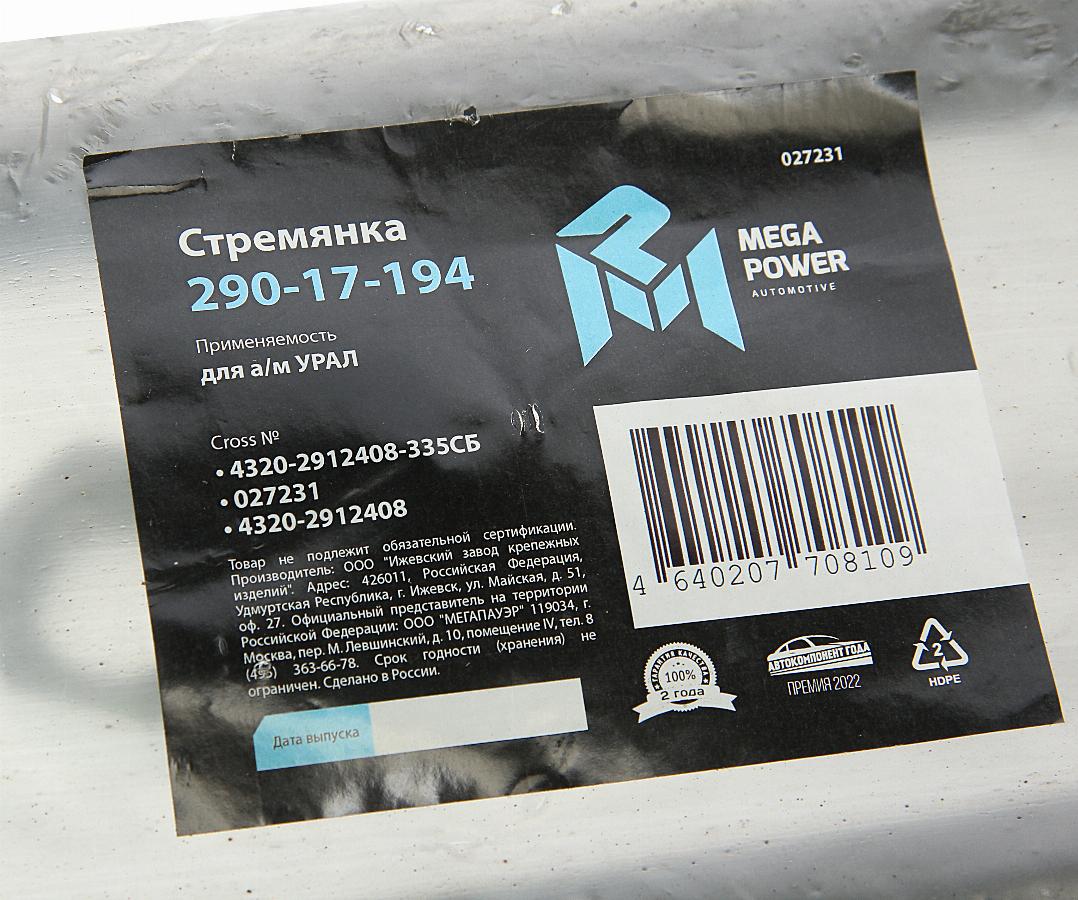 027231
Стремянка
290-17-194
MEGA
POWER
AUTOMOTIVE
Применяемость
для а/м УРАЛ
Cross №
• 4320-2912408-335СБ
• 027231
• 4320-2912408
Товар не подлежит обязательной сертификации.
Производитель: ООО "Ижевский завод крепежных
изделий". Адрес: 426011, Российская Федерация,
Удмуртская Республика, г. Ижевск, ул. Майская, д. 51,
оф. 27. Официальный представитель на территории
Российской Федерации: ООО "МЕГАПАУЭР" 119034, г.
Москва, пер. М. Левшинский, д. 10, помещение IV, тел. 8
(495) 363-66-78. Срок годности (хранения) не
ограничен. Сделано в России.
Дата выпуска
4 640207 708109
ГАРАНТИЯ КАЧЕСТВА
100%
2 года
АВТОКОМПОНЕНТ ГОДА
ПРЕМИЯ 2022
2
HDPE